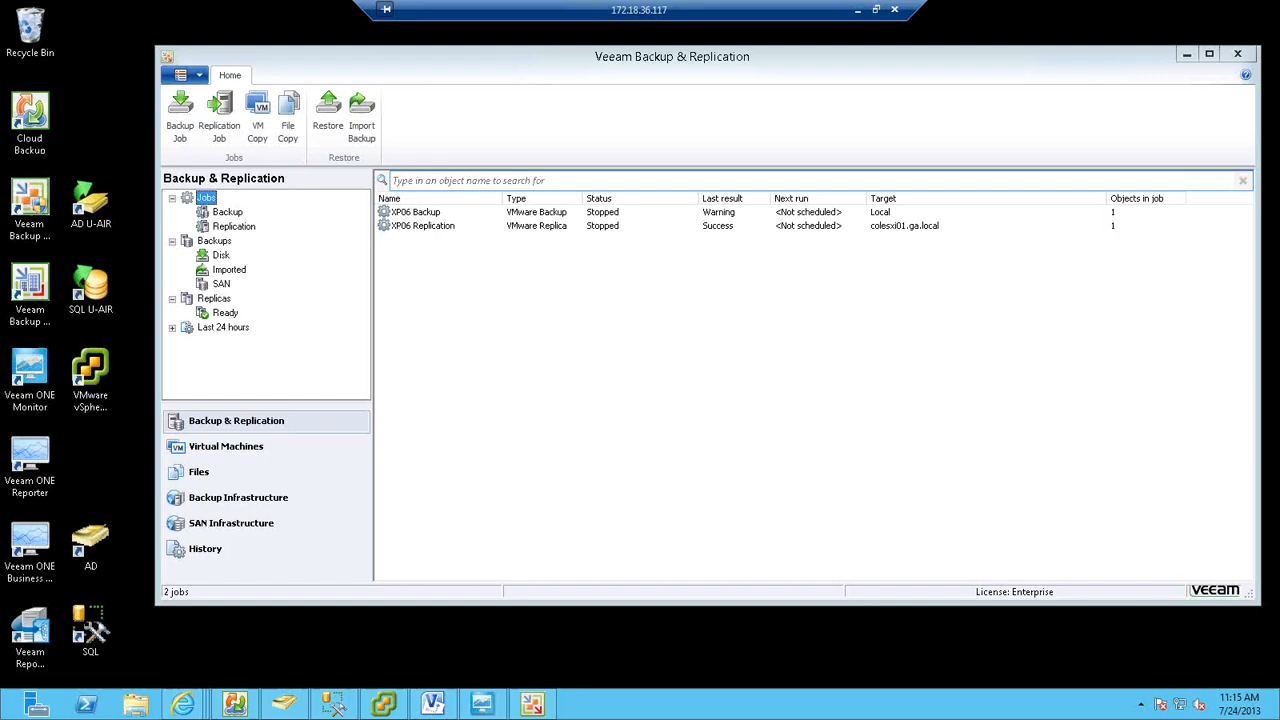 172.18.36.117
Recycle Bin
Cloud
Backup
Veeam
Backup ...
AD U-AIR
Veeam
Backup ...
SQL U-AIR
Veeam ONE
Monitor
VMware
vSphe...
Veeam ONE
Reporter
Veeam ONE
Business ...
AD
Veeam
Repo...
SQL
Veeam Backup & Replication
Home
Backup
Job
Replication
Job
VM
Copy
File
Copy
Restore
Import
Backup
Jobs
Restore
Backup & Replication
Jobs
Backup
Replication
Backups
Disk
Imported
SAN
Replicas
Ready
Last 24 hours
Backup & Replication
Virtual Machines
Files
Backup Infrastructure
SAN Infrastructure
History
Type in an object name to search for
Name Type Status Last result Next run Target Objects in job
XP06 Backup VMware Backup Stopped Warning <Not scheduled> Local 1
XP06 Replication VMware Replica Stopped Success <Not scheduled> colesxi01.ga.local 1
2 jobs
License: Enterprise
veeam
11:15 AM
7/24/2013